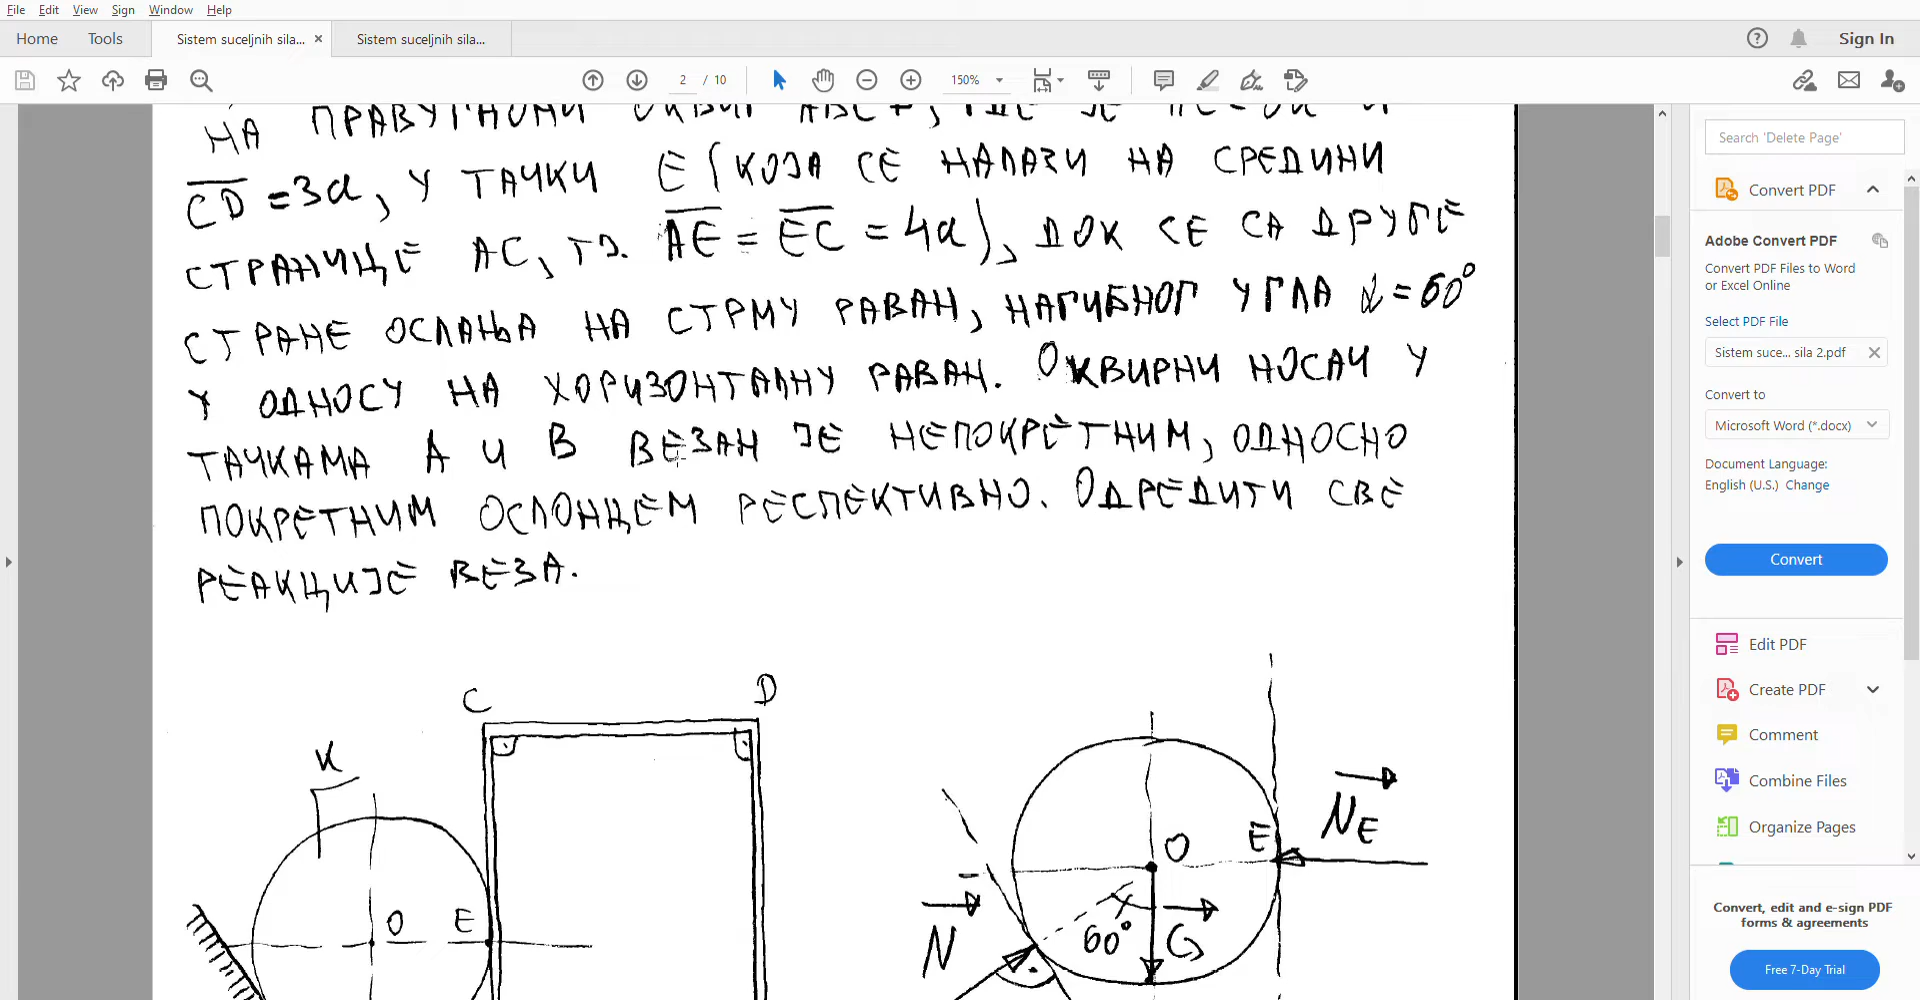 File Edit View Sign Window Help
Home Tools Sistem suceljnih sila... × Sistem suceljnih sila... Sign In
2 / 10 150%
НА ПРАВОУГАОНИ ОКВИР
CD = 3a, У ТАЧКИ E (КОЈА СЕ НАЛАЗИ НА СРЕДИНИ
СТРАНИЦЕ AC, ТЈ. AE = EC = 4a), ДОК СЕ СА ДРУГЕ
СТРАНЕ ОСЛАЊА НА СТРМУ РАВАН, НАГИБНОГ УГЛА α = 60°
У ОДНОСУ НА ХОРИЗОНТАЛНУ РАВАН. ОКВИРНИ НОСАЧ У
ТАЧКАМА A И B ВЕЗАН ЈЕ НЕПОКРЕТНИМ, ОДНОСНО
ПОКРЕТНИМ ОСЛОНЦЕМ РЕСПЕКТИВНО. ОДРЕДИТИ СВЕ
РЕАКЦИЈЕ ВЕЗА.
C D
K
O E
O E N_E
N 60° G
Search 'Delete Page'
Convert PDF
Adobe Convert PDF
Convert PDF Files to Word
or Excel Online
Select PDF File
Sistem suce... sila 2.pdf
Convert to
Microsoft Word (*.docx)
Document Language:
English (U.S.) Change
Convert
Edit PDF
Create PDF
Comment
Combine Files
Organize Pages
Convert, edit and e-sign PDF
forms & agreements
Free 7-Day Trial